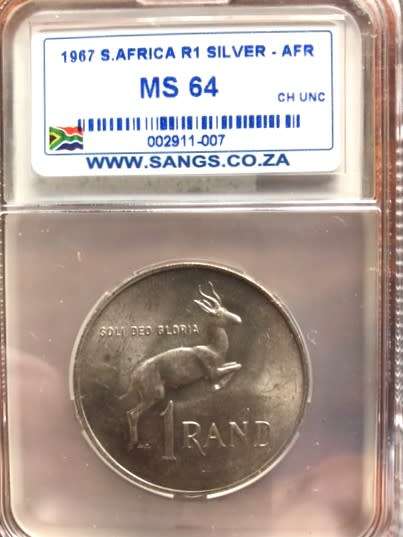 1967 S.AFRICA R1 SILVER - AFR
MS 64
CH UNC
002911-007
WWW.SANGS.CO.ZA
SOLI DEO GLORIA
1 RAND